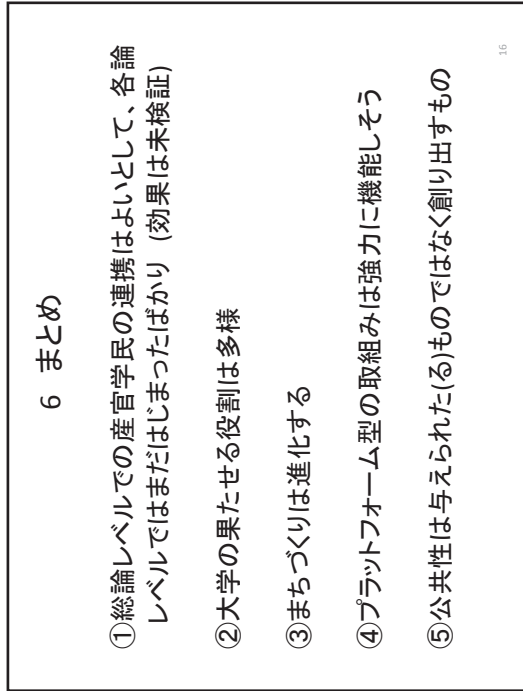 6 まとめ
①総論レベルでの産官学民の連携はよいとして、各論
レベルではまだはじまったばかり (効果は未検証)
②大学の果たせる役割は多様
③まちづくりは進化する
④プラットフォーム型の取組みは強力に機能しそう
⑤公共性は与えられた(る)ものではなく創り出すもの
16